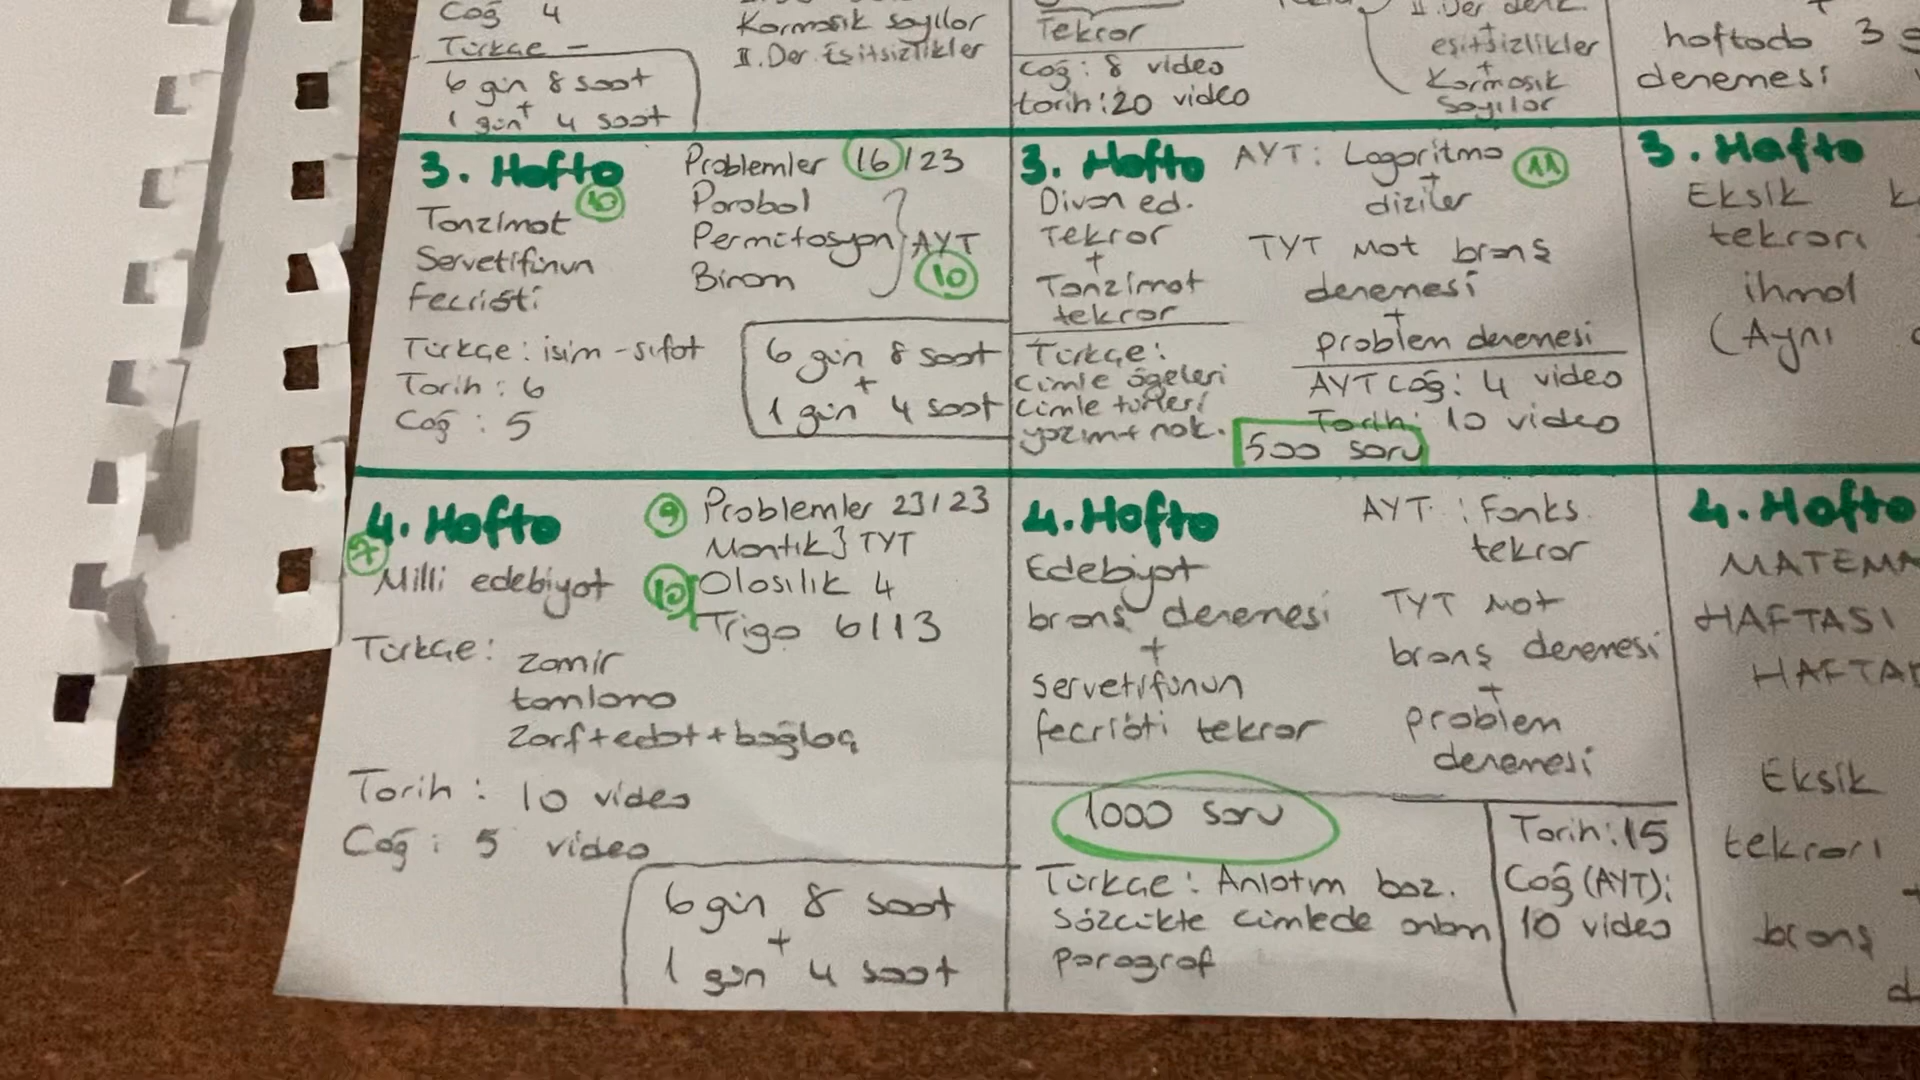 Coğ 4
Türkçe –
6 gün 8 saat
+
1 gün 4 saat
Karmaşık sayılar
II. Der. Eşitsizlikler
Tekrar
Coğ : 8 video
tarih : 20 video
II. Der denk.
+
eşitsizlikler
+
Karmaşık
Sayılar
haftada 3
denemesi
3. Hafta
10
Tanzimat
Servetifünun
Fecriati
Türkçe : isim - sıfat
Tarih : 6
Coğ : 5
Problemler 16/23
Parabol
Permütasyon
Binom
AYT
10
6 gün 8 saat
+
1 gün 4 saat
3. Hafta
Divan ed.
Tekrar
+
Tanzimat
tekrar
Türkçe :
cümle ögeleri
cümle türleri
yazım + nok.
AYT : Logaritma
+
diziler
11
TYT Mat branş
denemesi
+
problem denemesi
AYT Coğ : 4 video
Tarih : 10 video
500 soru
3. Hafta
Eksik
tekrarı
ihmal
(Aynı
4. Hafta
Milli edebiyat
9 Problemler 23/23
Mantık } TYT
10 Olasılık 4
Trigo 6/13
Türkçe : zamir
tamlama
Zarf + edat + bağlaç
Tarih : 10 video
Coğ : 5 video
6 gün 8 saat
+
1 gün 4 saat
4. Hafta
Edebiyat
branş denemesi
+
servetifünun
fecriati tekrar
AYT : Fonks.
tekrar
TYT Mat
branş denemesi
+
problem
denemesi
1000 soru
Türkçe : Anlatım boz.
sözcükte cümlede anlam
paragraf
Tarih : 15
Coğ (AYT) :
10 video
4. Hafta
HAFTASI
Eksik
tekrarı
+
branş